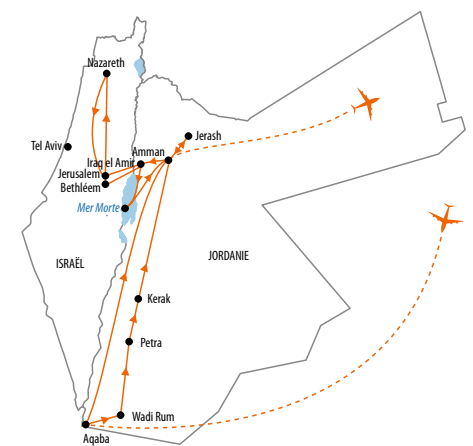 Nazareth
Jerash
Tel Aviv
Amman
Iraq el Amir
Jerusalem
Bethléem
Mer Morte
ISRAËL
JORDANIE
Kerak
Petra
Wadi Rum
Aqaba